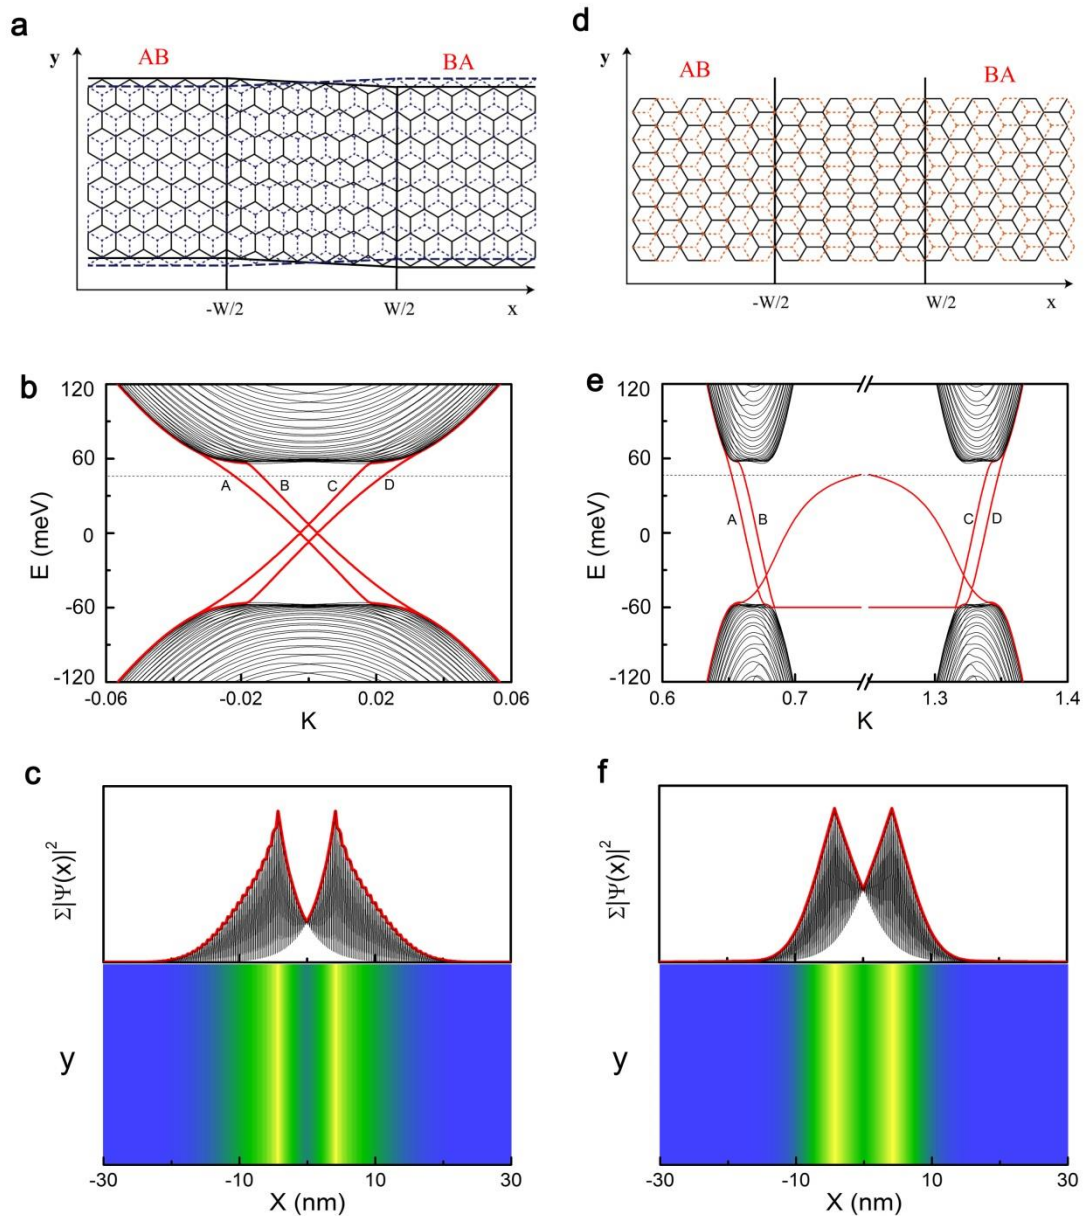 a
y
AB
BA
-W/2
W/2
x
d
y
AB
BA
-W/2
W/2
x
b
E (meV)
120
60
0
-60
-120
A
B
C
D
-0.06
-0.02
0.02
0.06
K
e
E (meV)
120
60
0
-60
-120
A
B
C
D
0.6
0.7
1.3
1.4
K
c
Σ|Ψ(x)|²
y
-30
-10
10
30
X (nm)
f
Σ|Ψ(x)|²
y
-30
-10
10
30
X (nm)